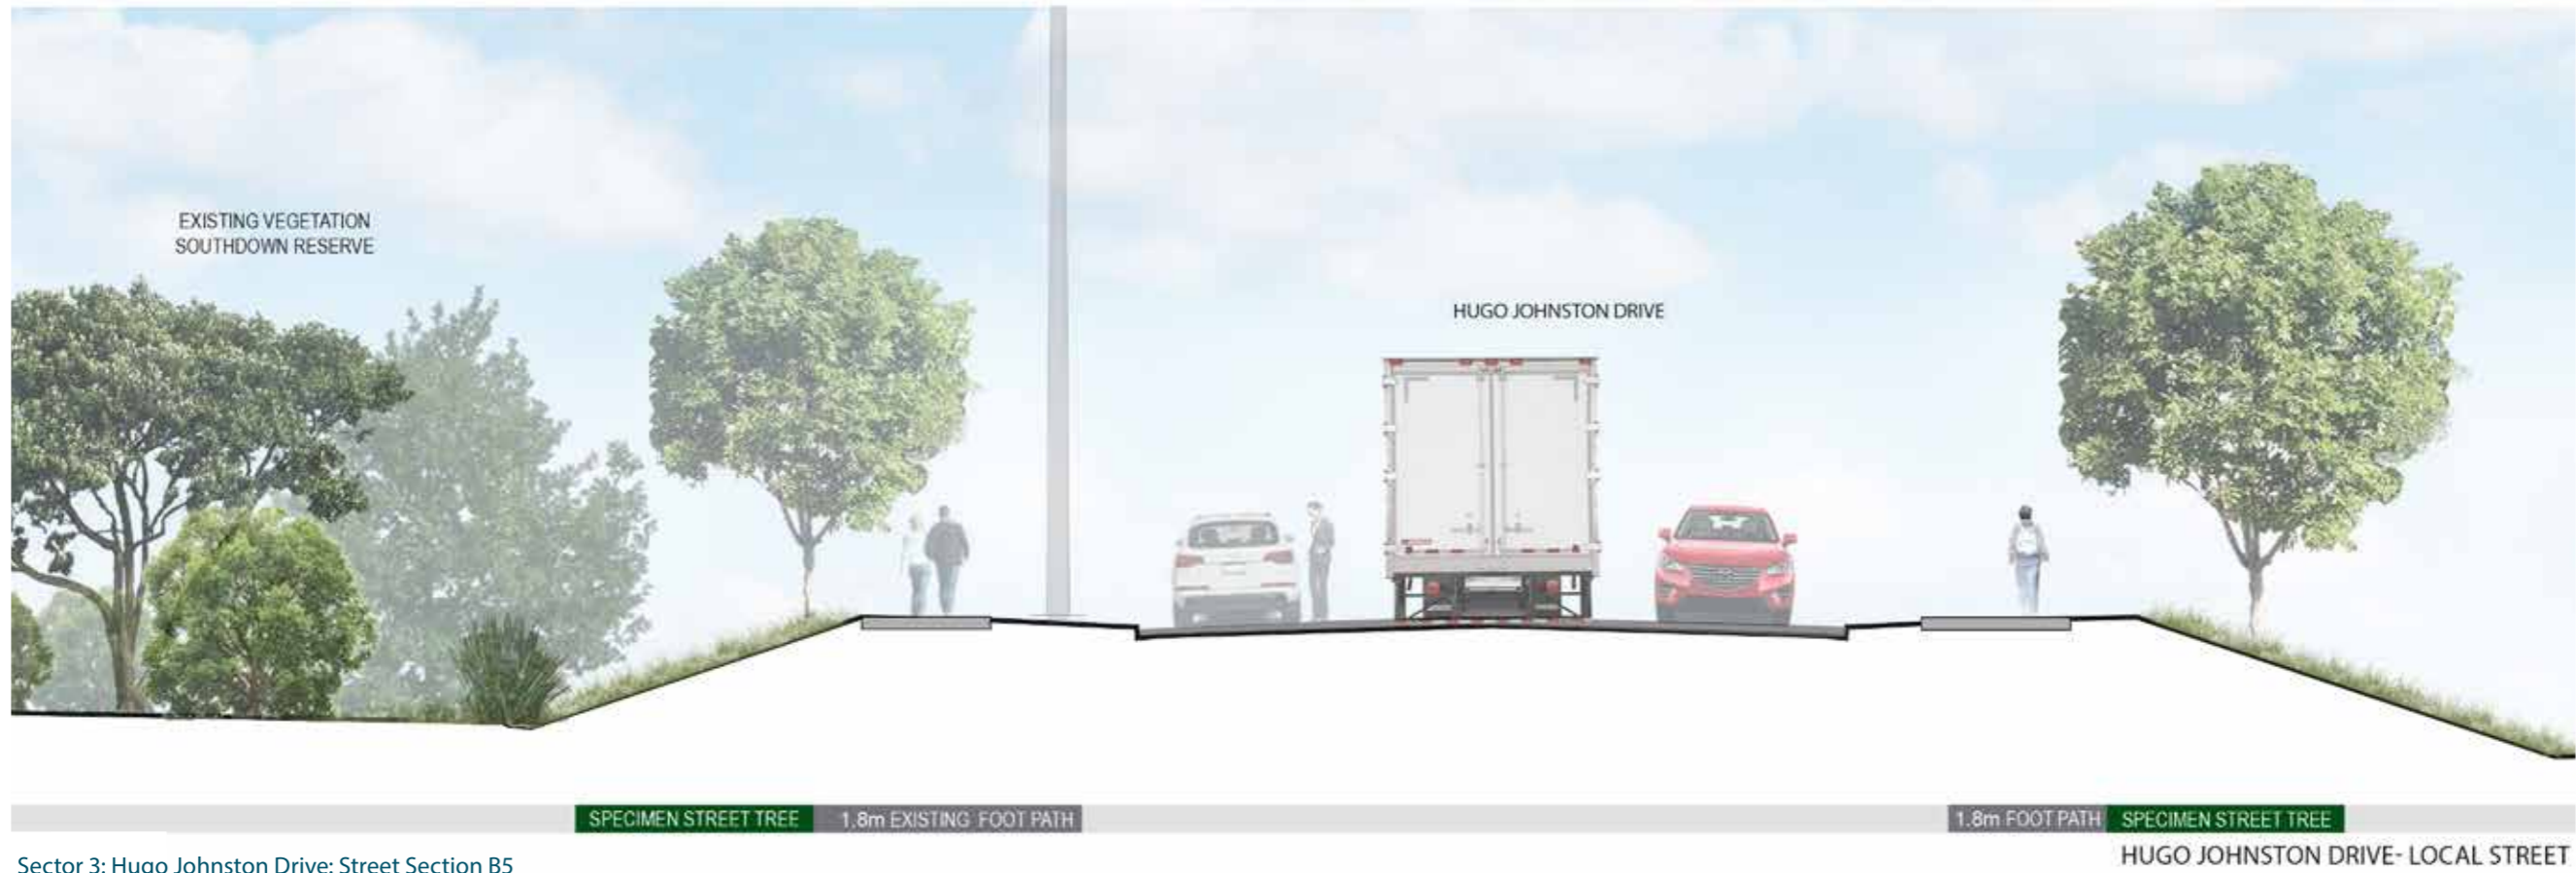 EXISTING VEGETATION
SOUTHDOWN RESERVE
HUGO JOHNSTON DRIVE
SPECIMEN STREET TREE
1.8m EXISTING FOOT PATH
1.8m FOOT PATH
SPECIMEN STREET TREE
HUGO JOHNSTON DRIVE- LOCAL STREET
Sector 3: Hugo Johnston Drive: Street Section B5